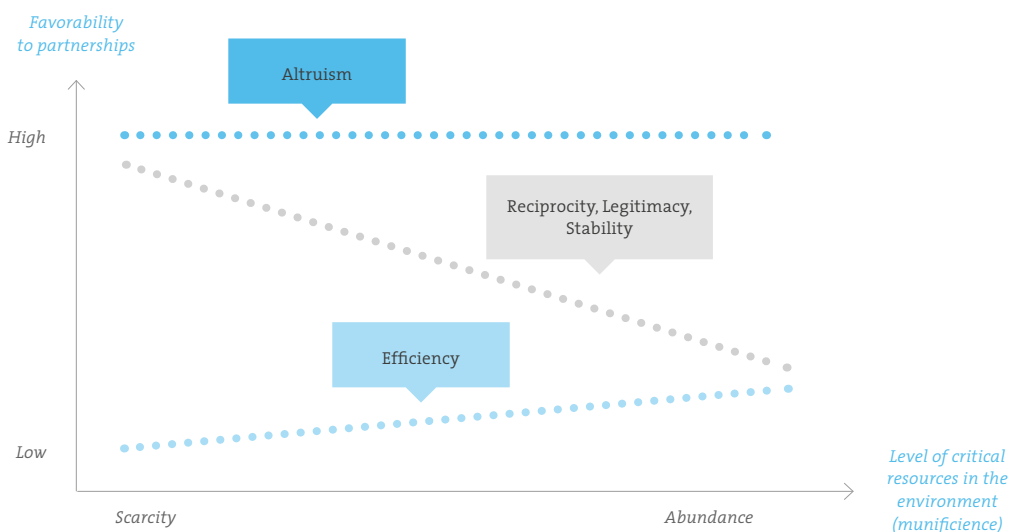 Favorability
to partnerships
Altruism
High
Reciprocity, Legitimacy,
Stability
Efficiency
Low
Level of critical
resources in the
environment
(munificience)
Scarcity
Abundance